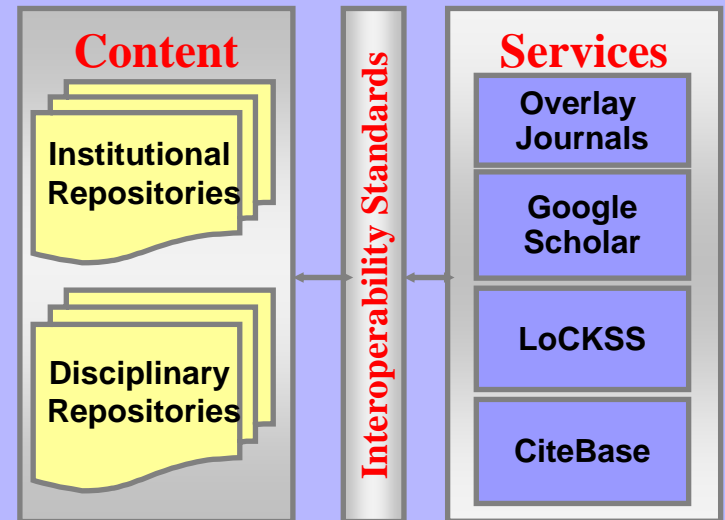 Content
Institutional
Repositories
Disciplinary
Repositories
Interoperability Standards
Services
Overlay
Journals
Google
Scholar
LoCKSS
CiteBase